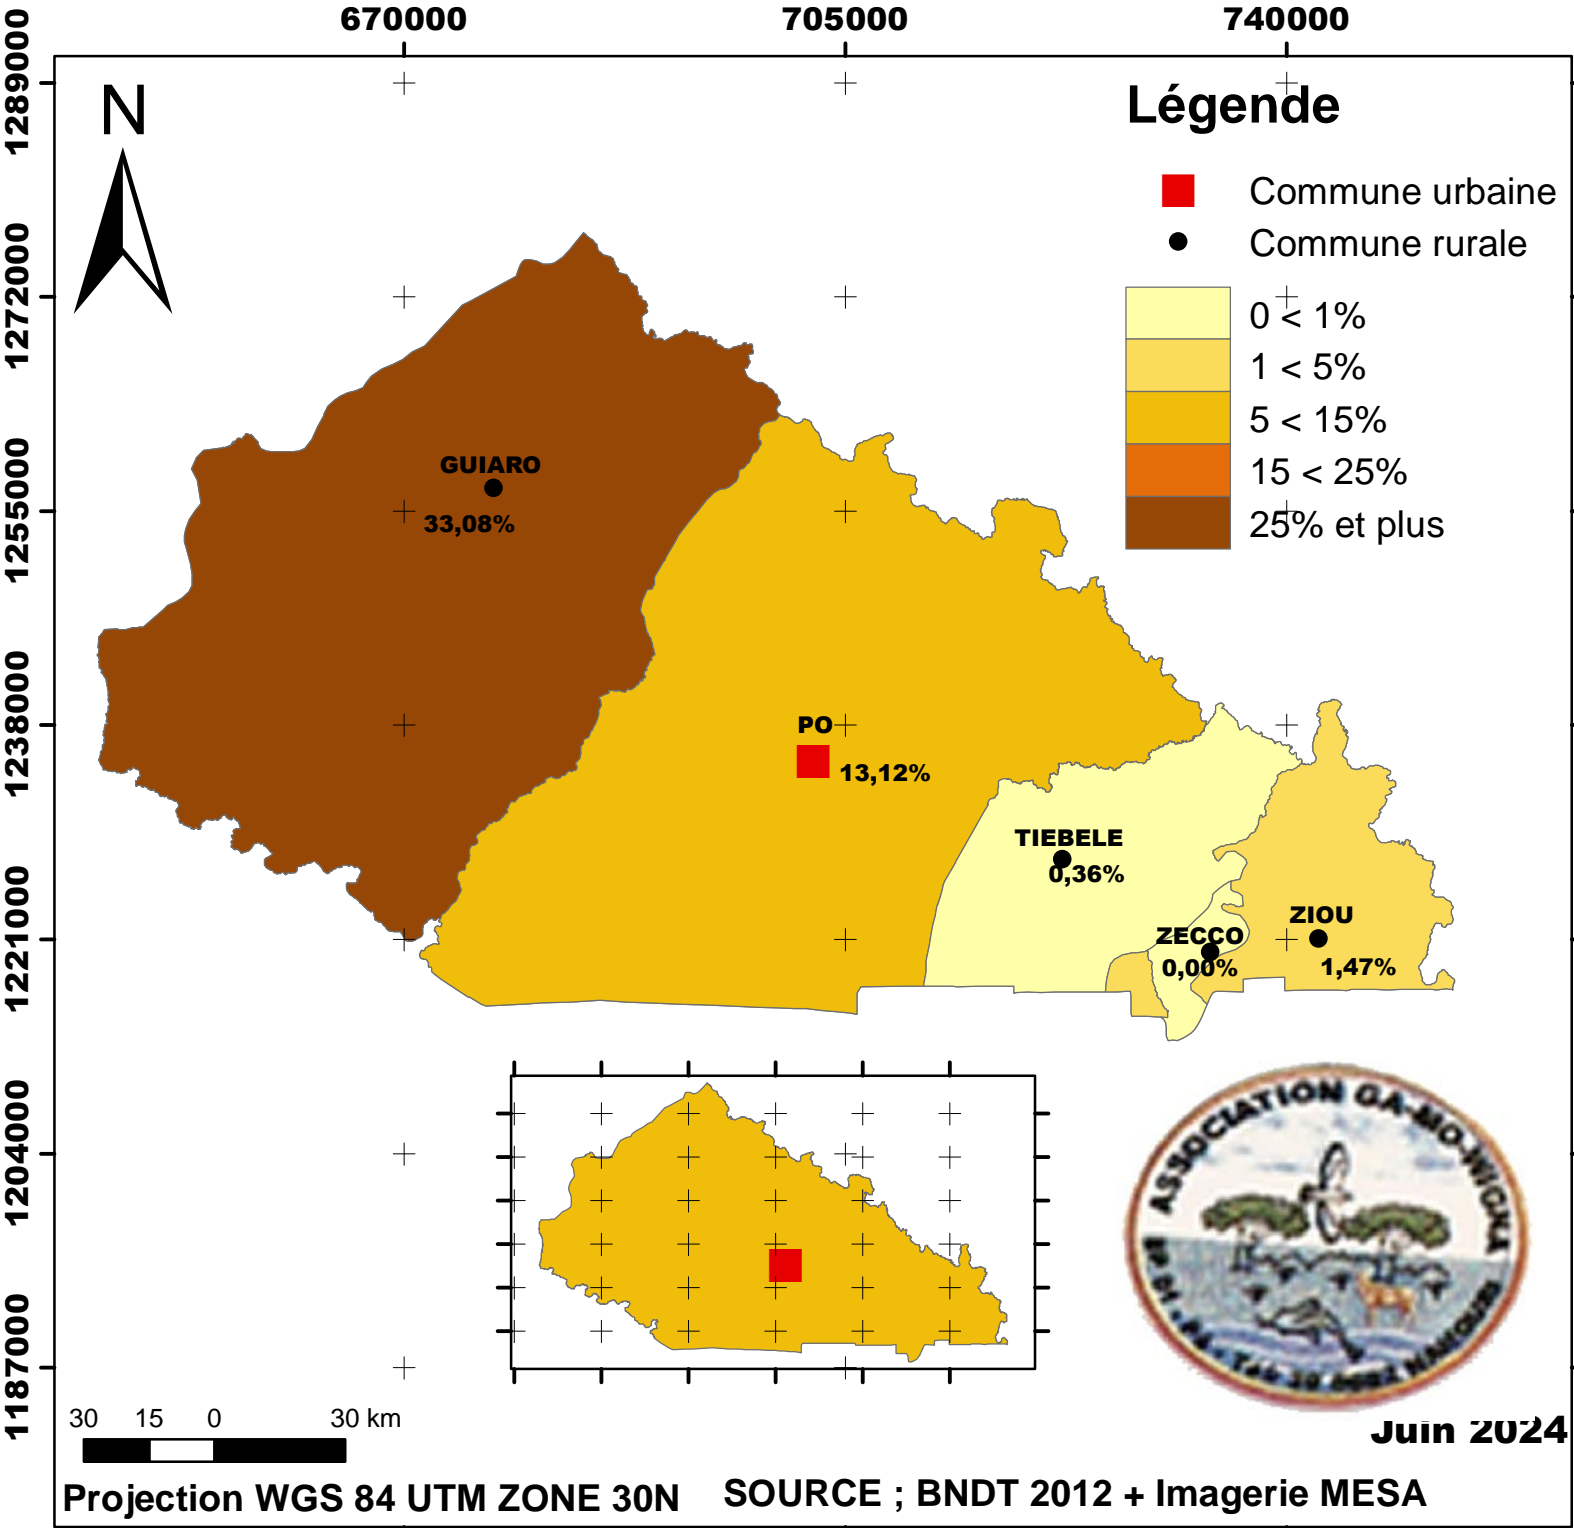 670000 705000 740000
1289000
1272000
1255000
1238000
1221000
1204000
1187000
N
Légende
Commune urbaine
Commune rurale
0 < 1%
1 < 5%
5 < 15%
15 < 25%
25% et plus
GUIARO
33,08%
PO
13,12%
TIEBELE
0,36%
ZECCO
0,00%
ZIOU
1,47%
ASSOCIATION GA-MO-WIGNA
Juin 2024
30 15 0 30 km
Projection WGS 84 UTM ZONE 30N
SOURCE ; BNDT 2012 + Imagerie MESA